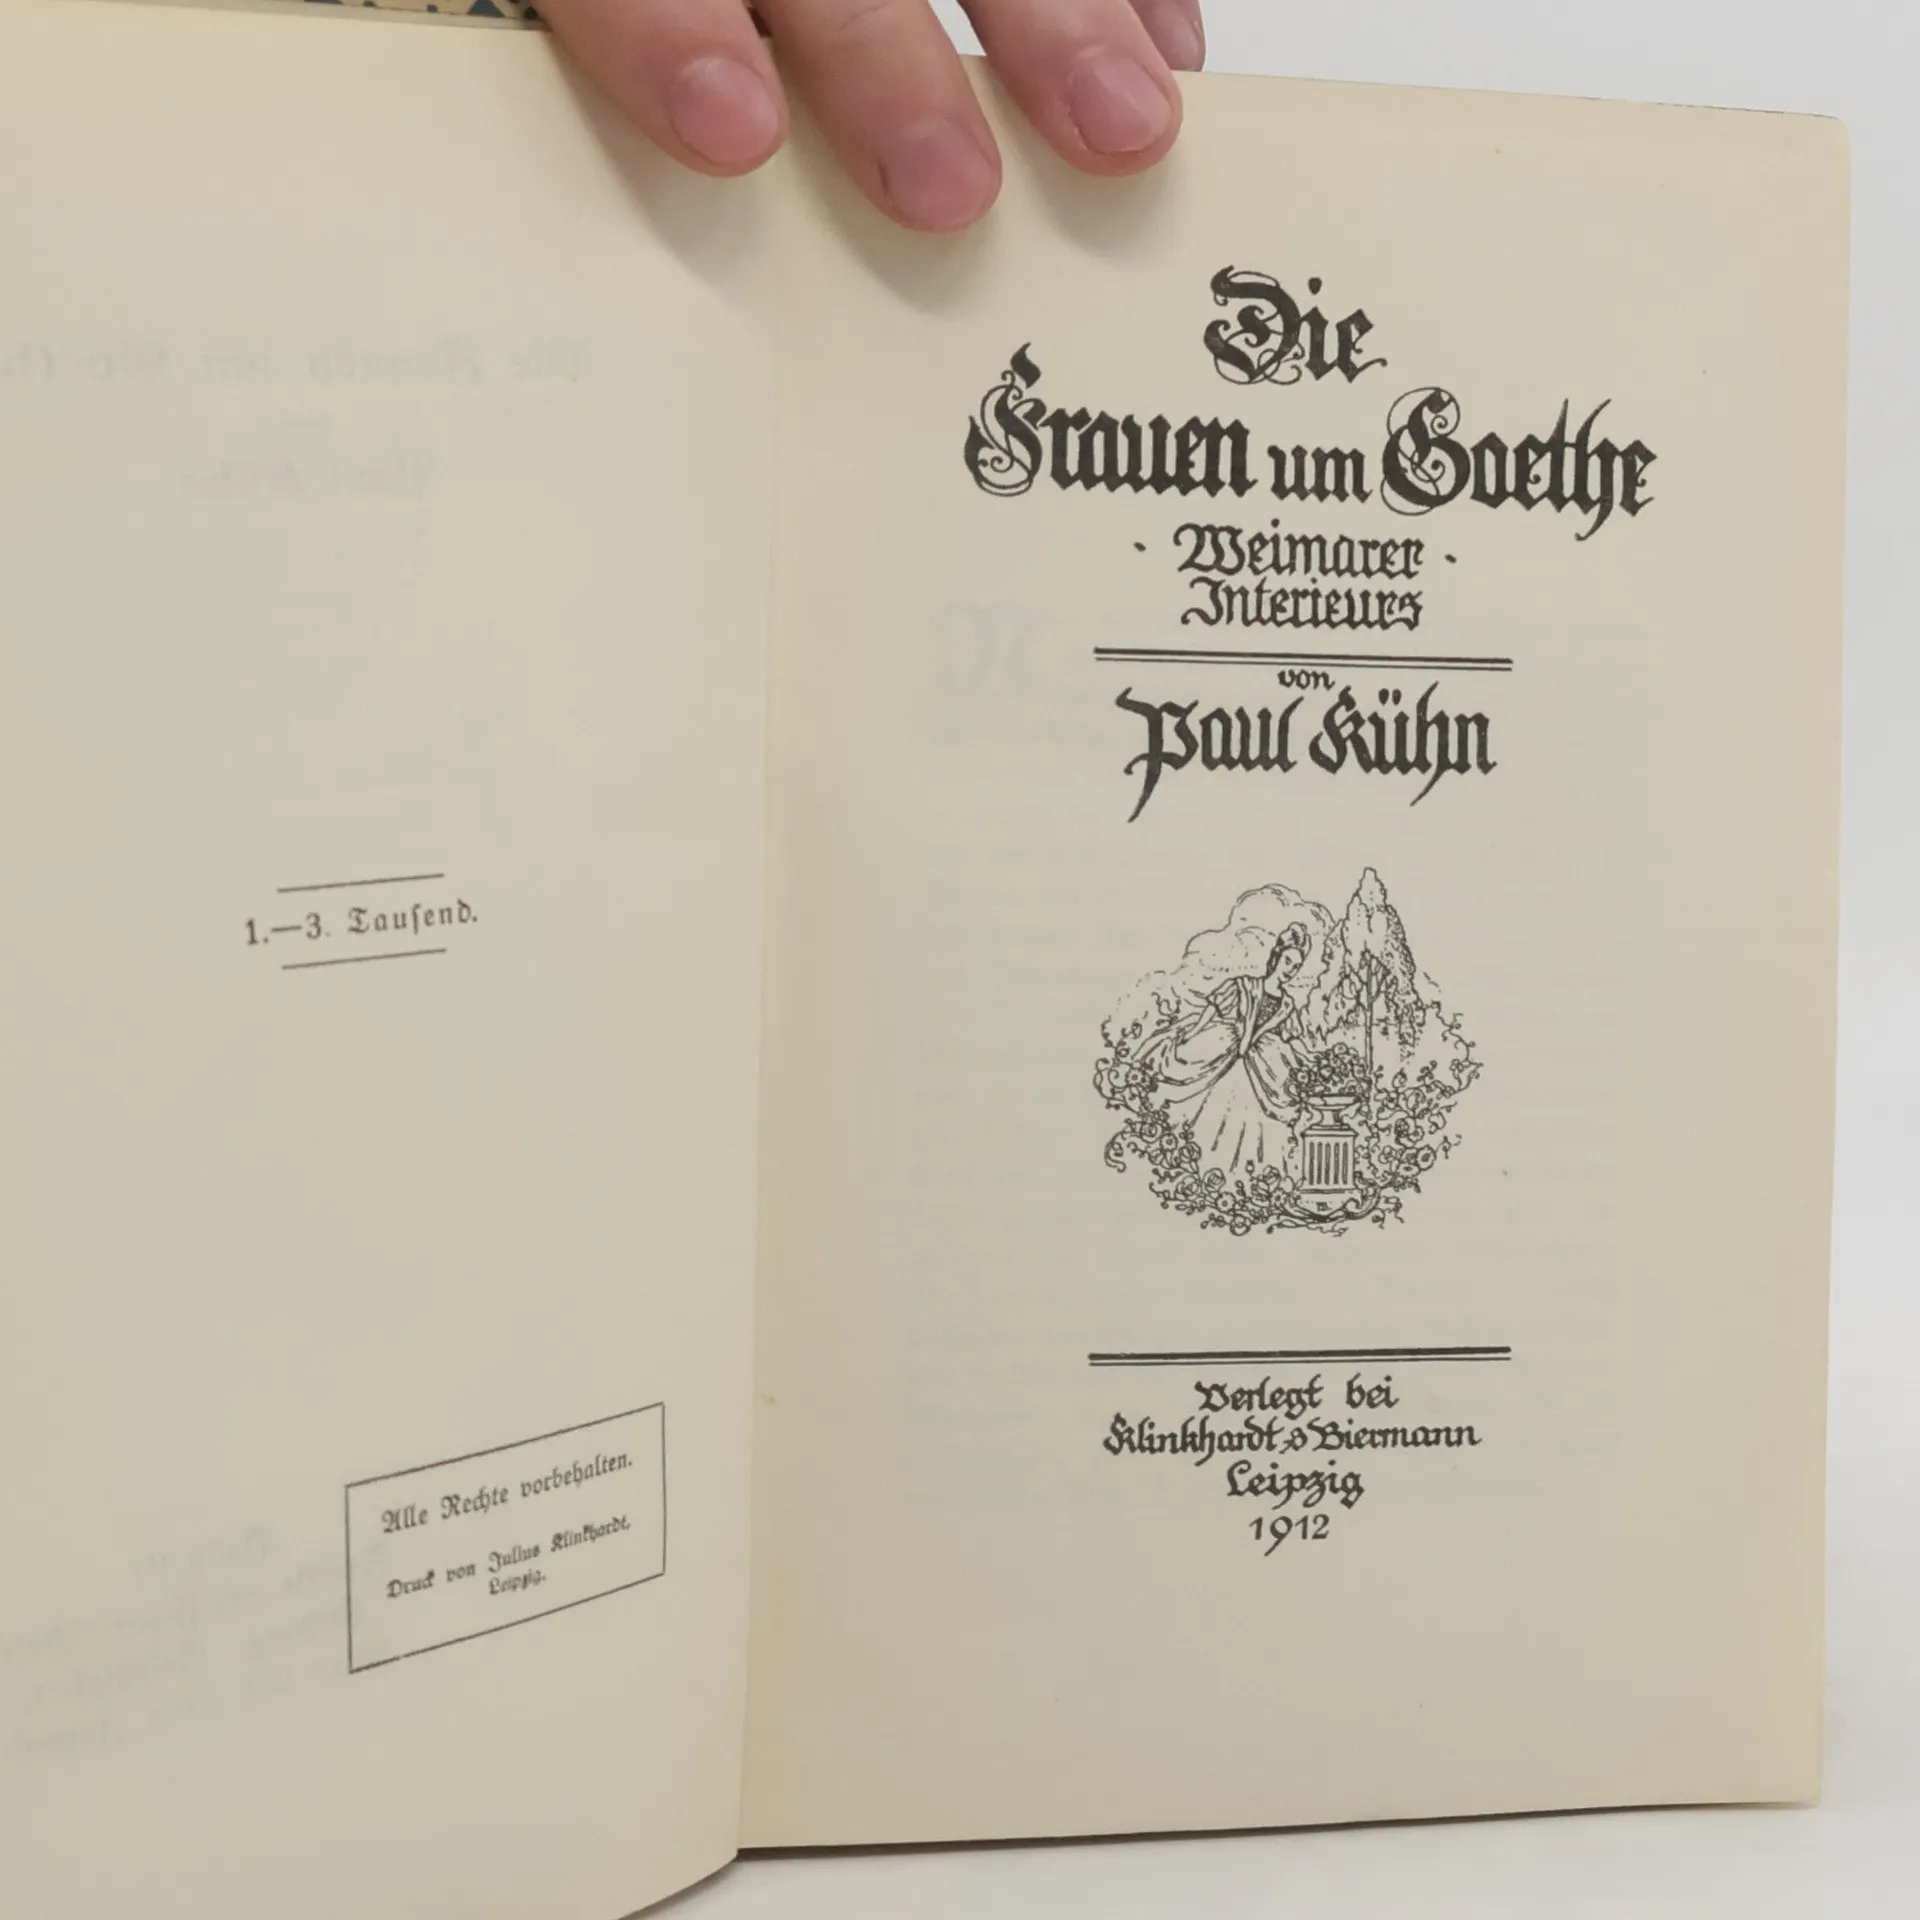 1.—3. Tausend.
Alle Rechte vorbehalten.
Druck von Julius Klinkhardt,
Leipzig.
Die
Frauen um Goethe
· Weimarer ·
Interieurs
von
Paul Kühn
Verlegt bei
Klinkhardt & Biermann
Leipzig
1912